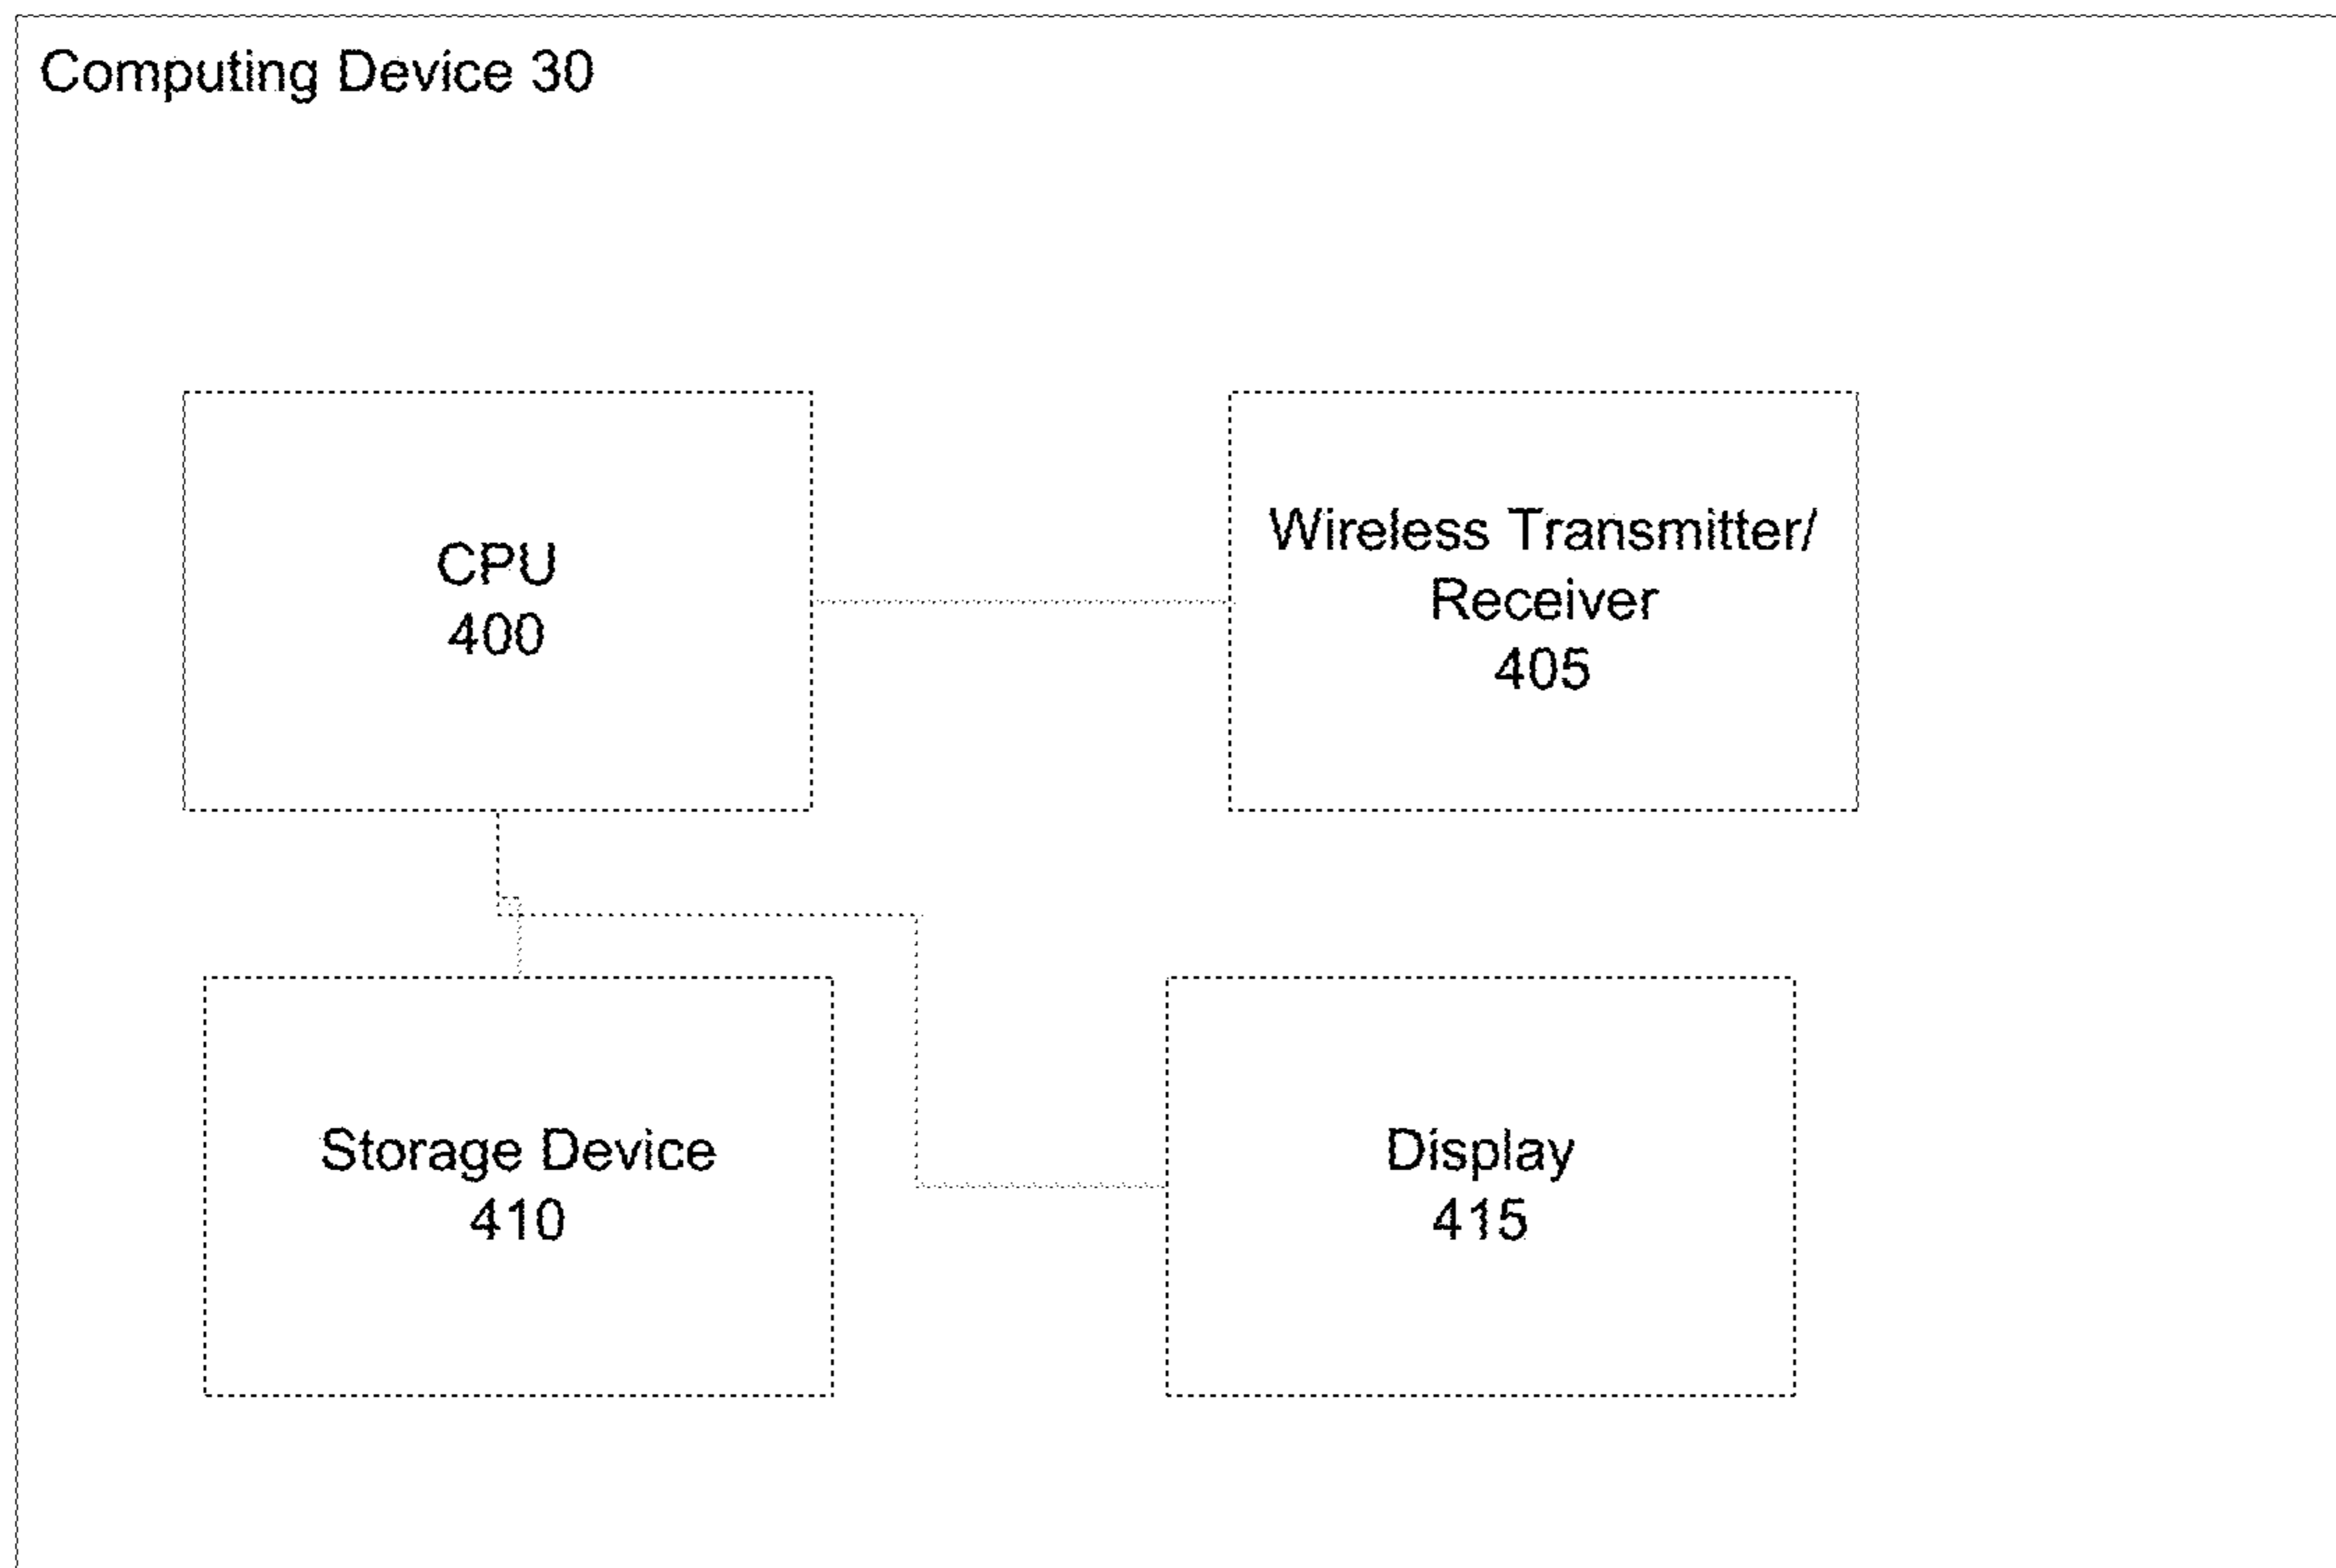 Computing Device 30
CPU
400
Wireless Transmitter/
Receiver
405
Storage Device
410
Display
415